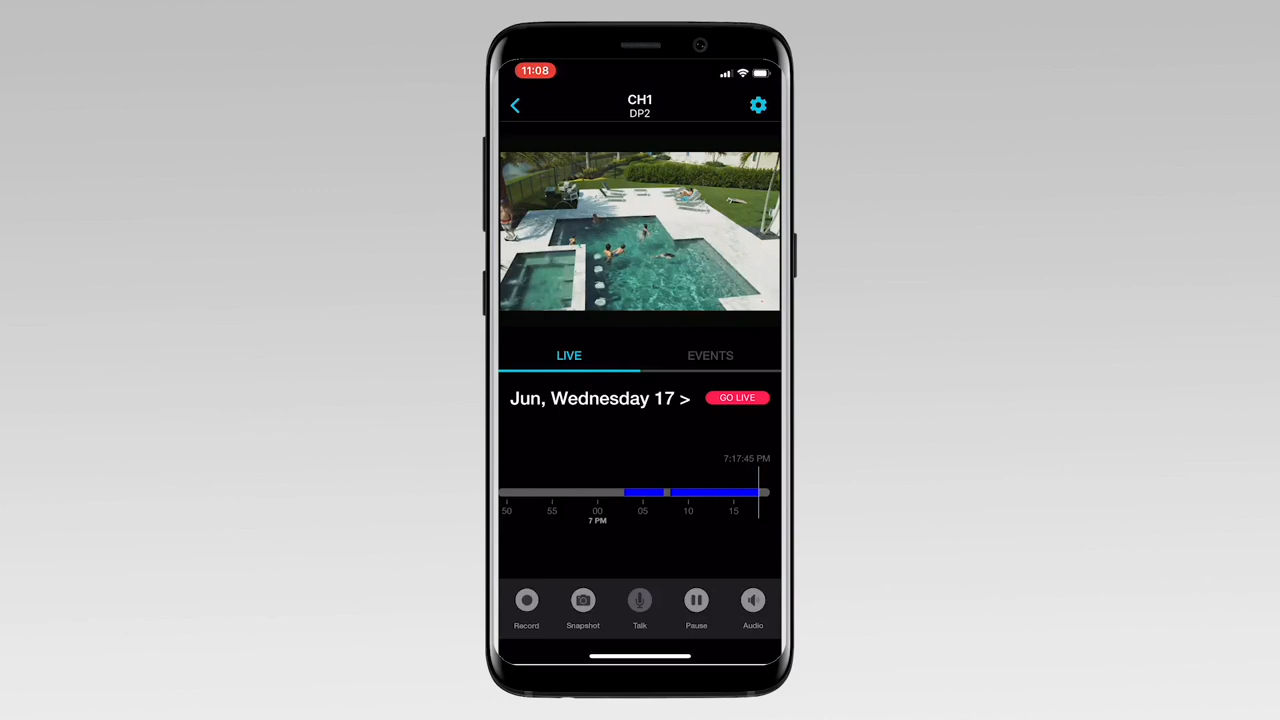 11:08
CH1
DP2
LIVE EVENTS
Jun, Wednesday 17 > GO LIVE
7:17:45 PM
50 55 00 05 10 15
7 PM
Record Snapshot Talk Pause Audio